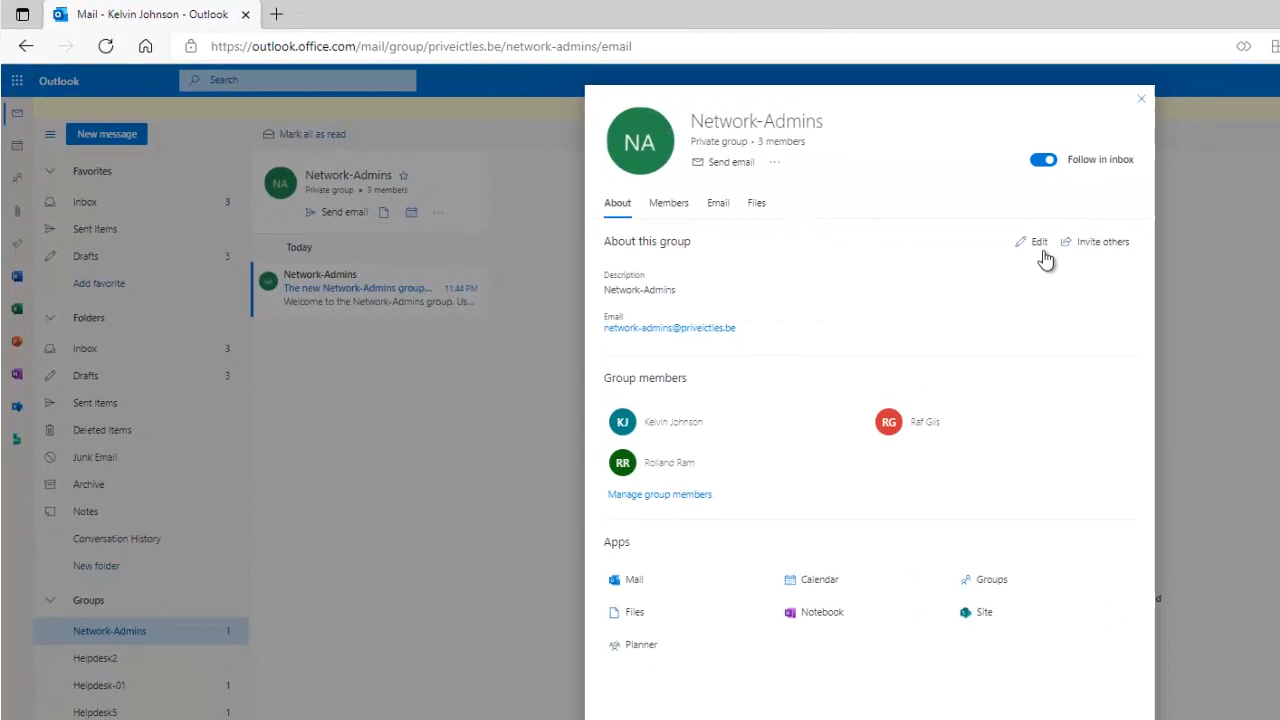 Mail - Kelvin Johnson - Outlook
https://outlook.office.com/mail/group/priveictles.be/network-admins/email
Outlook
Search
New message
Favorites
Inbox 3
Sent Items
Drafts 6
Add favorite
Folders
Inbox 3
Drafts 3
Sent Items
Deleted Items
Junk Email
Archive
Notes
Conversation History
New folder
Groups
Network-Admins 1
Helpdesk2
Helpdesk-01 1
Helpdesk5 1
Mark all as read
NA
Network-Admins
Private group • 3 members
Send email
Today
NA
Network-Admins
The new Network-Admins group... 11:44 PM
Welcome to the Network-Admins group. Us...
NA
Network-Admins
Private group • 3 members
Send email
Follow in inbox
About Members Email Files
About this group
Edit Invite others
Description
Network-Admins
Email
network-admins@priveictles.be
Group members
KJ Kelvin Johnson
RG Raf Gils
RR Rolland Ram
Manage group members
Apps
Mail Calendar Groups
Files Notebook Site
Planner